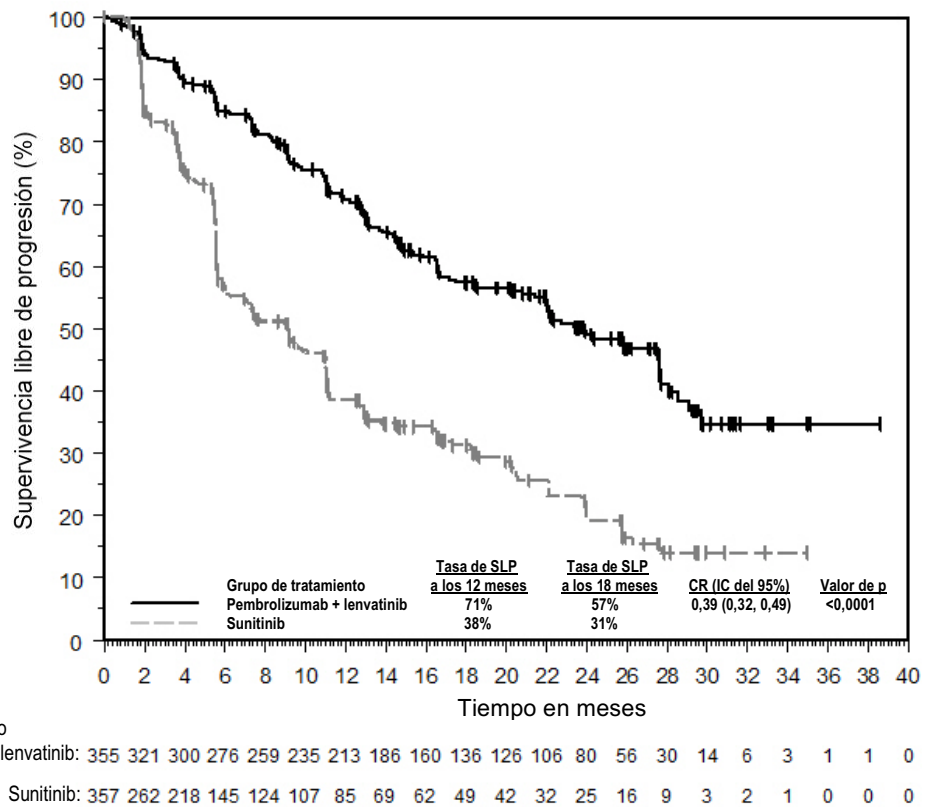 Supervivencia libre de progresión (%)
100
90
80
70
60
50
40
30
20
10
0
Tasa de SLP Tasa de SLP
Grupo de tratamiento a los 12 meses a los 18 meses CR (IC del 95%) Valor de p
Pembrolizumab + lenvatinib 71% 57% 0,39 (0,32, 0,49) <0,0001
Sunitinib 38% 31%
0 2 4 6 8 10 12 14 16 18 20 22 24 26 28 30 32 34 36 38 40
Tiempo en meses
o
lenvatinib: 355 321 300 276 259 235 213 186 160 136 126 106 80 56 30 14 6 3 1 1 0
Sunitinib: 357 262 218 145 124 107 85 69 62 49 42 32 25 16 9 3 2 1 0 0 0